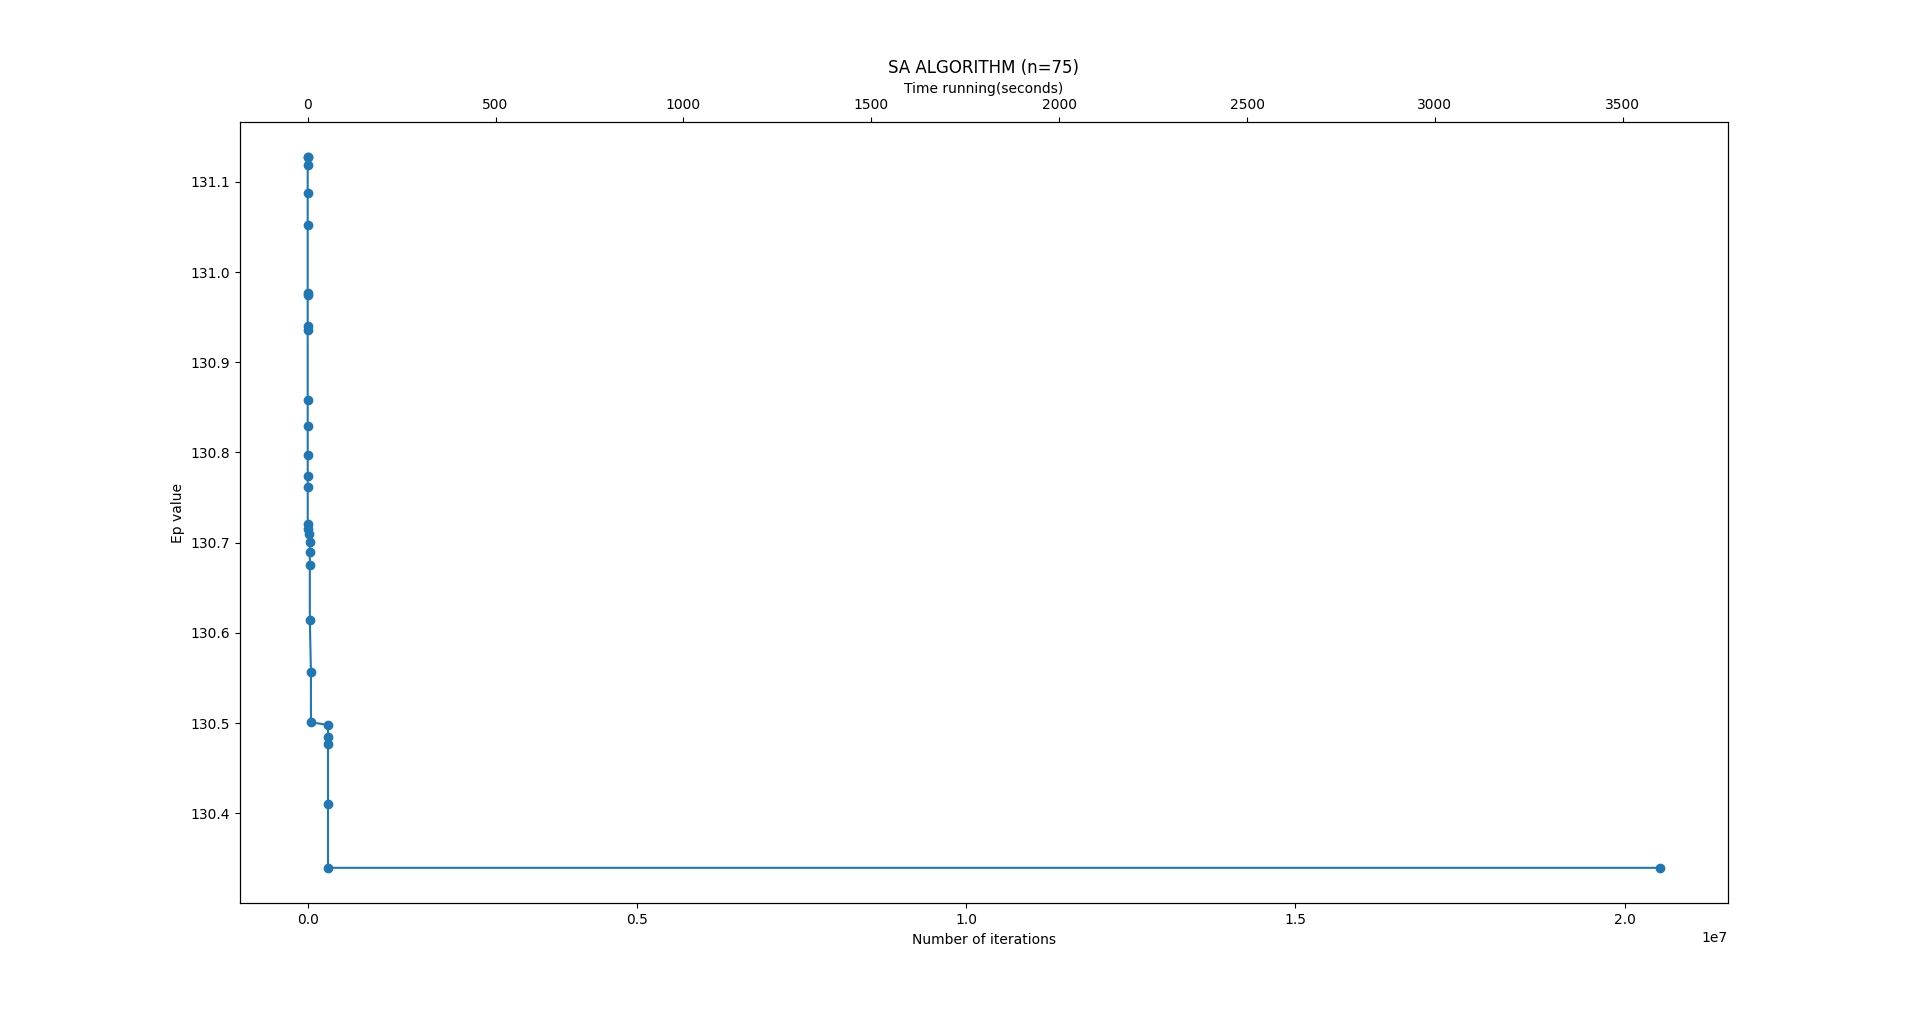 SA ALGORITHM (n=75)
Time running(seconds)
0 500 1000 1500 2000 2500 3000 3500
131.1
131.0
130.9
130.8
130.7
130.6
130.5
130.4
Ep value
0.0 0.5 1.0 1.5 2.0
Number of iterations
1e7